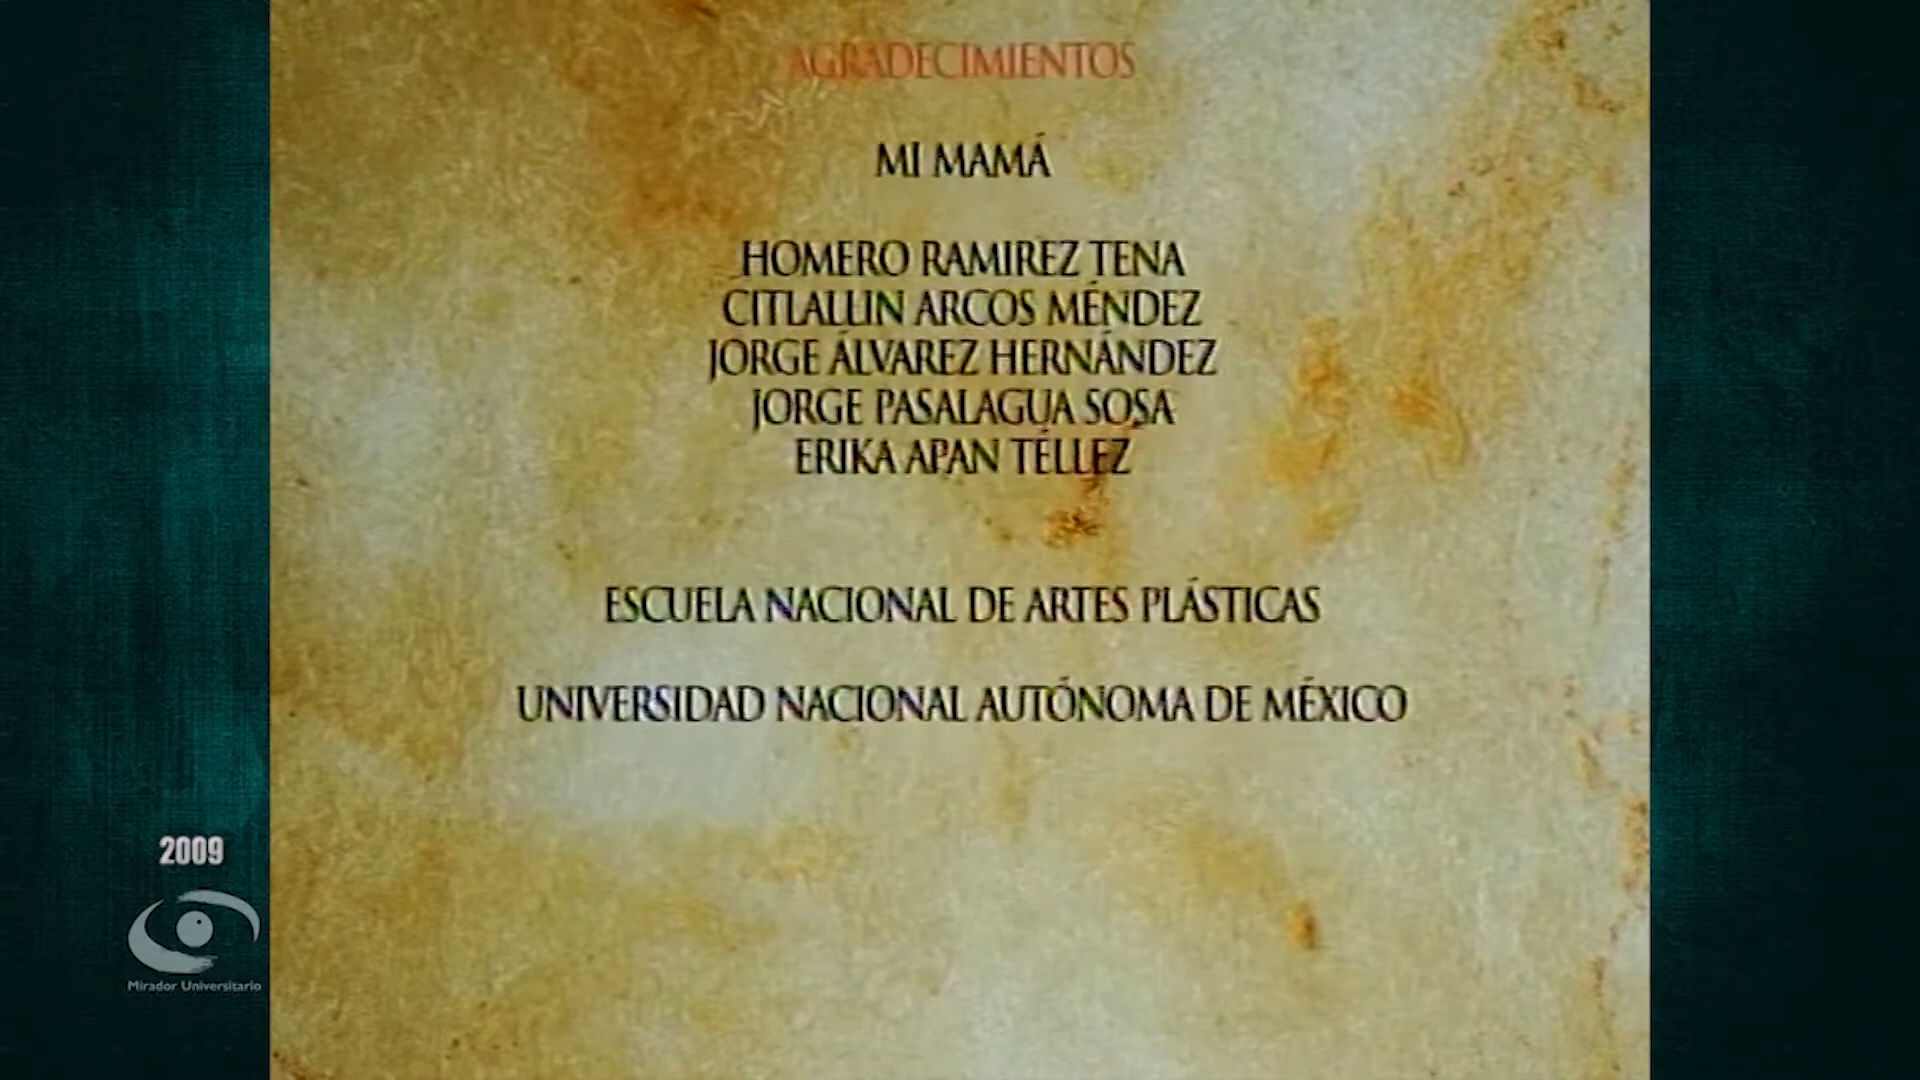 AGRADECIMIENTOS
MI MAMÁ
HOMERO RAMIREZ TENA
CITLALLIN ARCOS MÉNDEZ
JORGE ÁLVAREZ HERNÁNDEZ
JORGE PASALAGUA SOSA
ERIKA APAN TÉLLEZ
ESCUELA NACIONAL DE ARTES PLÁSTICAS
UNIVERSIDAD NACIONAL AUTÓNOMA DE MÉXICO
2009
Mirador Universitario